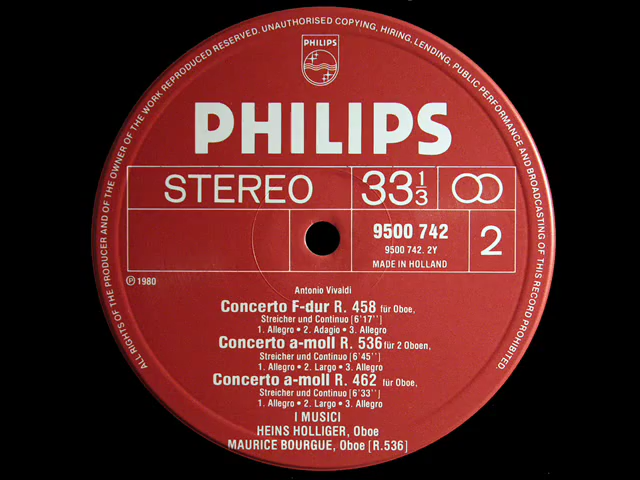 ALL RIGHTS OF THE PRODUCER AND OF THE OWNER OF THE WORK REPRODUCED RESERVED. UNAUTHORISED COPYING, HIRING, LENDING, PUBLIC PERFORMANCE AND BROADCASTING OF THIS RECORD PROHIBITED.
PHILIPS
PHILIPS
STEREO 33 1/3
9500 742
9500 742. 2Y
MADE IN HOLLAND
2
℗ 1980
Antonio Vivaldi
Concerto F-dur R. 458 für Oboe,
Streicher und Continuo [6'17'']
1. Allegro • 2. Adagio • 3. Allegro
Concerto a-moll R. 536 für 2 Oboen,
Streicher und Continuo [6'45'']
1. Allegro • 2. Largo • 3. Allegro
Concerto a-moll R. 462 für Oboe,
Streicher und Continuo [6'33'']
1. Allegro • 2. Largo • 3. Allegro
I MUSICI
HEINS HOLLIGER, Oboe
MAURICE BOURGUE, Oboe [R.536]